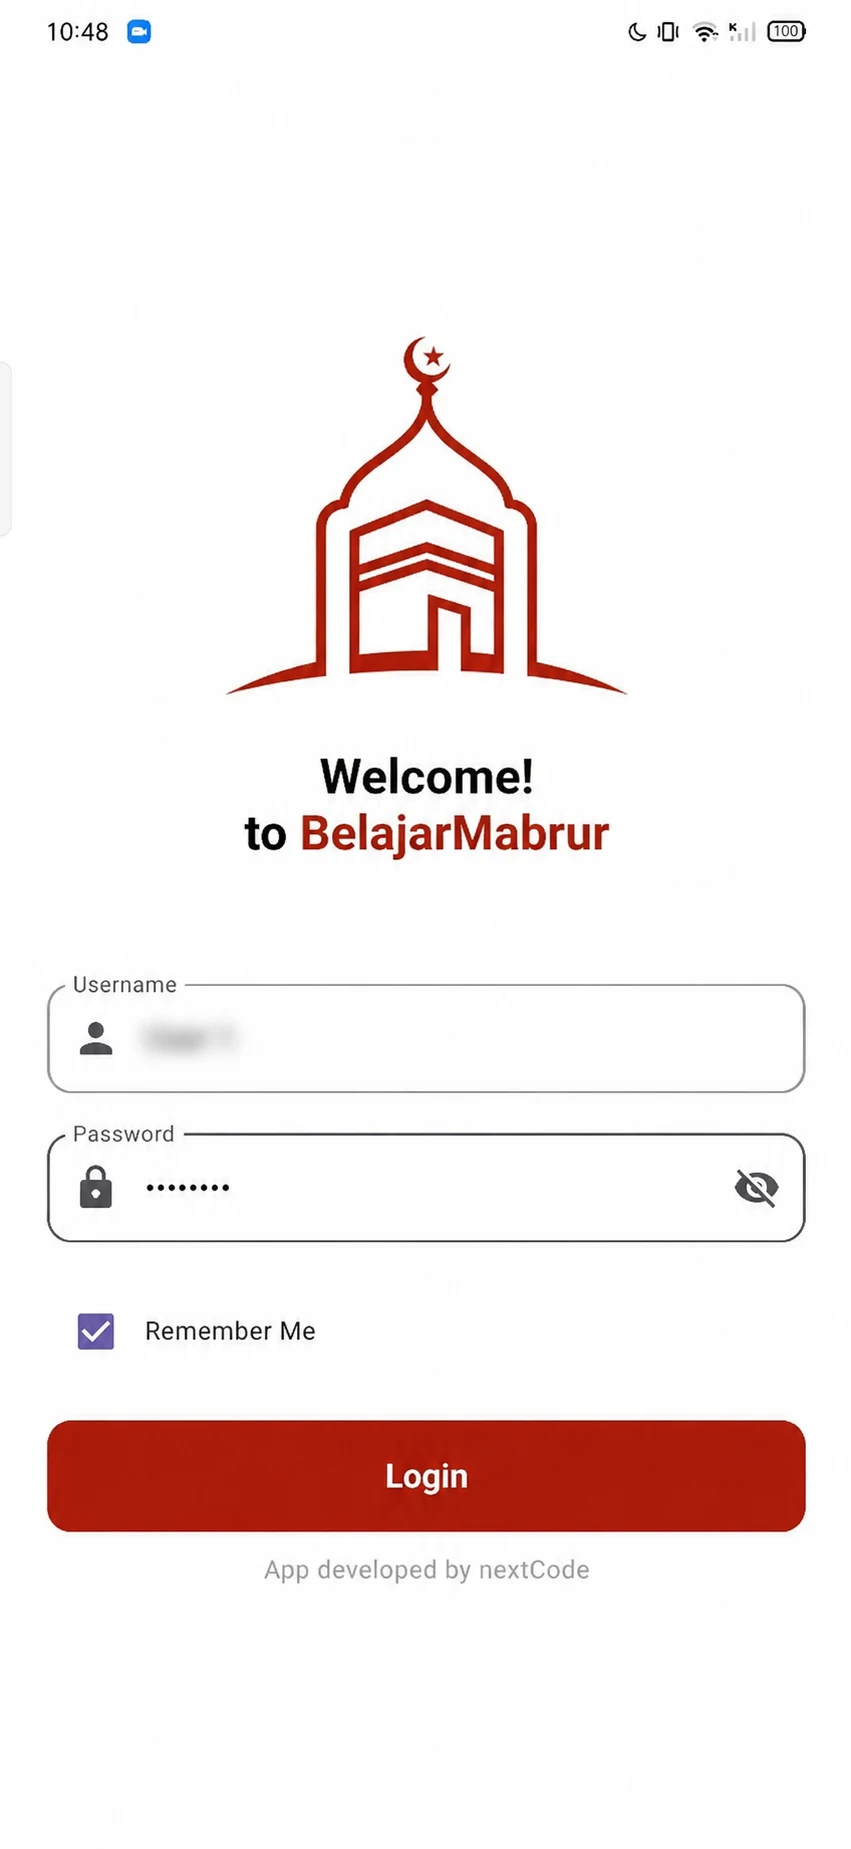 10:48
100
Welcome!
to BelajarMabrur
Username
Password
Remember Me
Login
App developed by nextCode